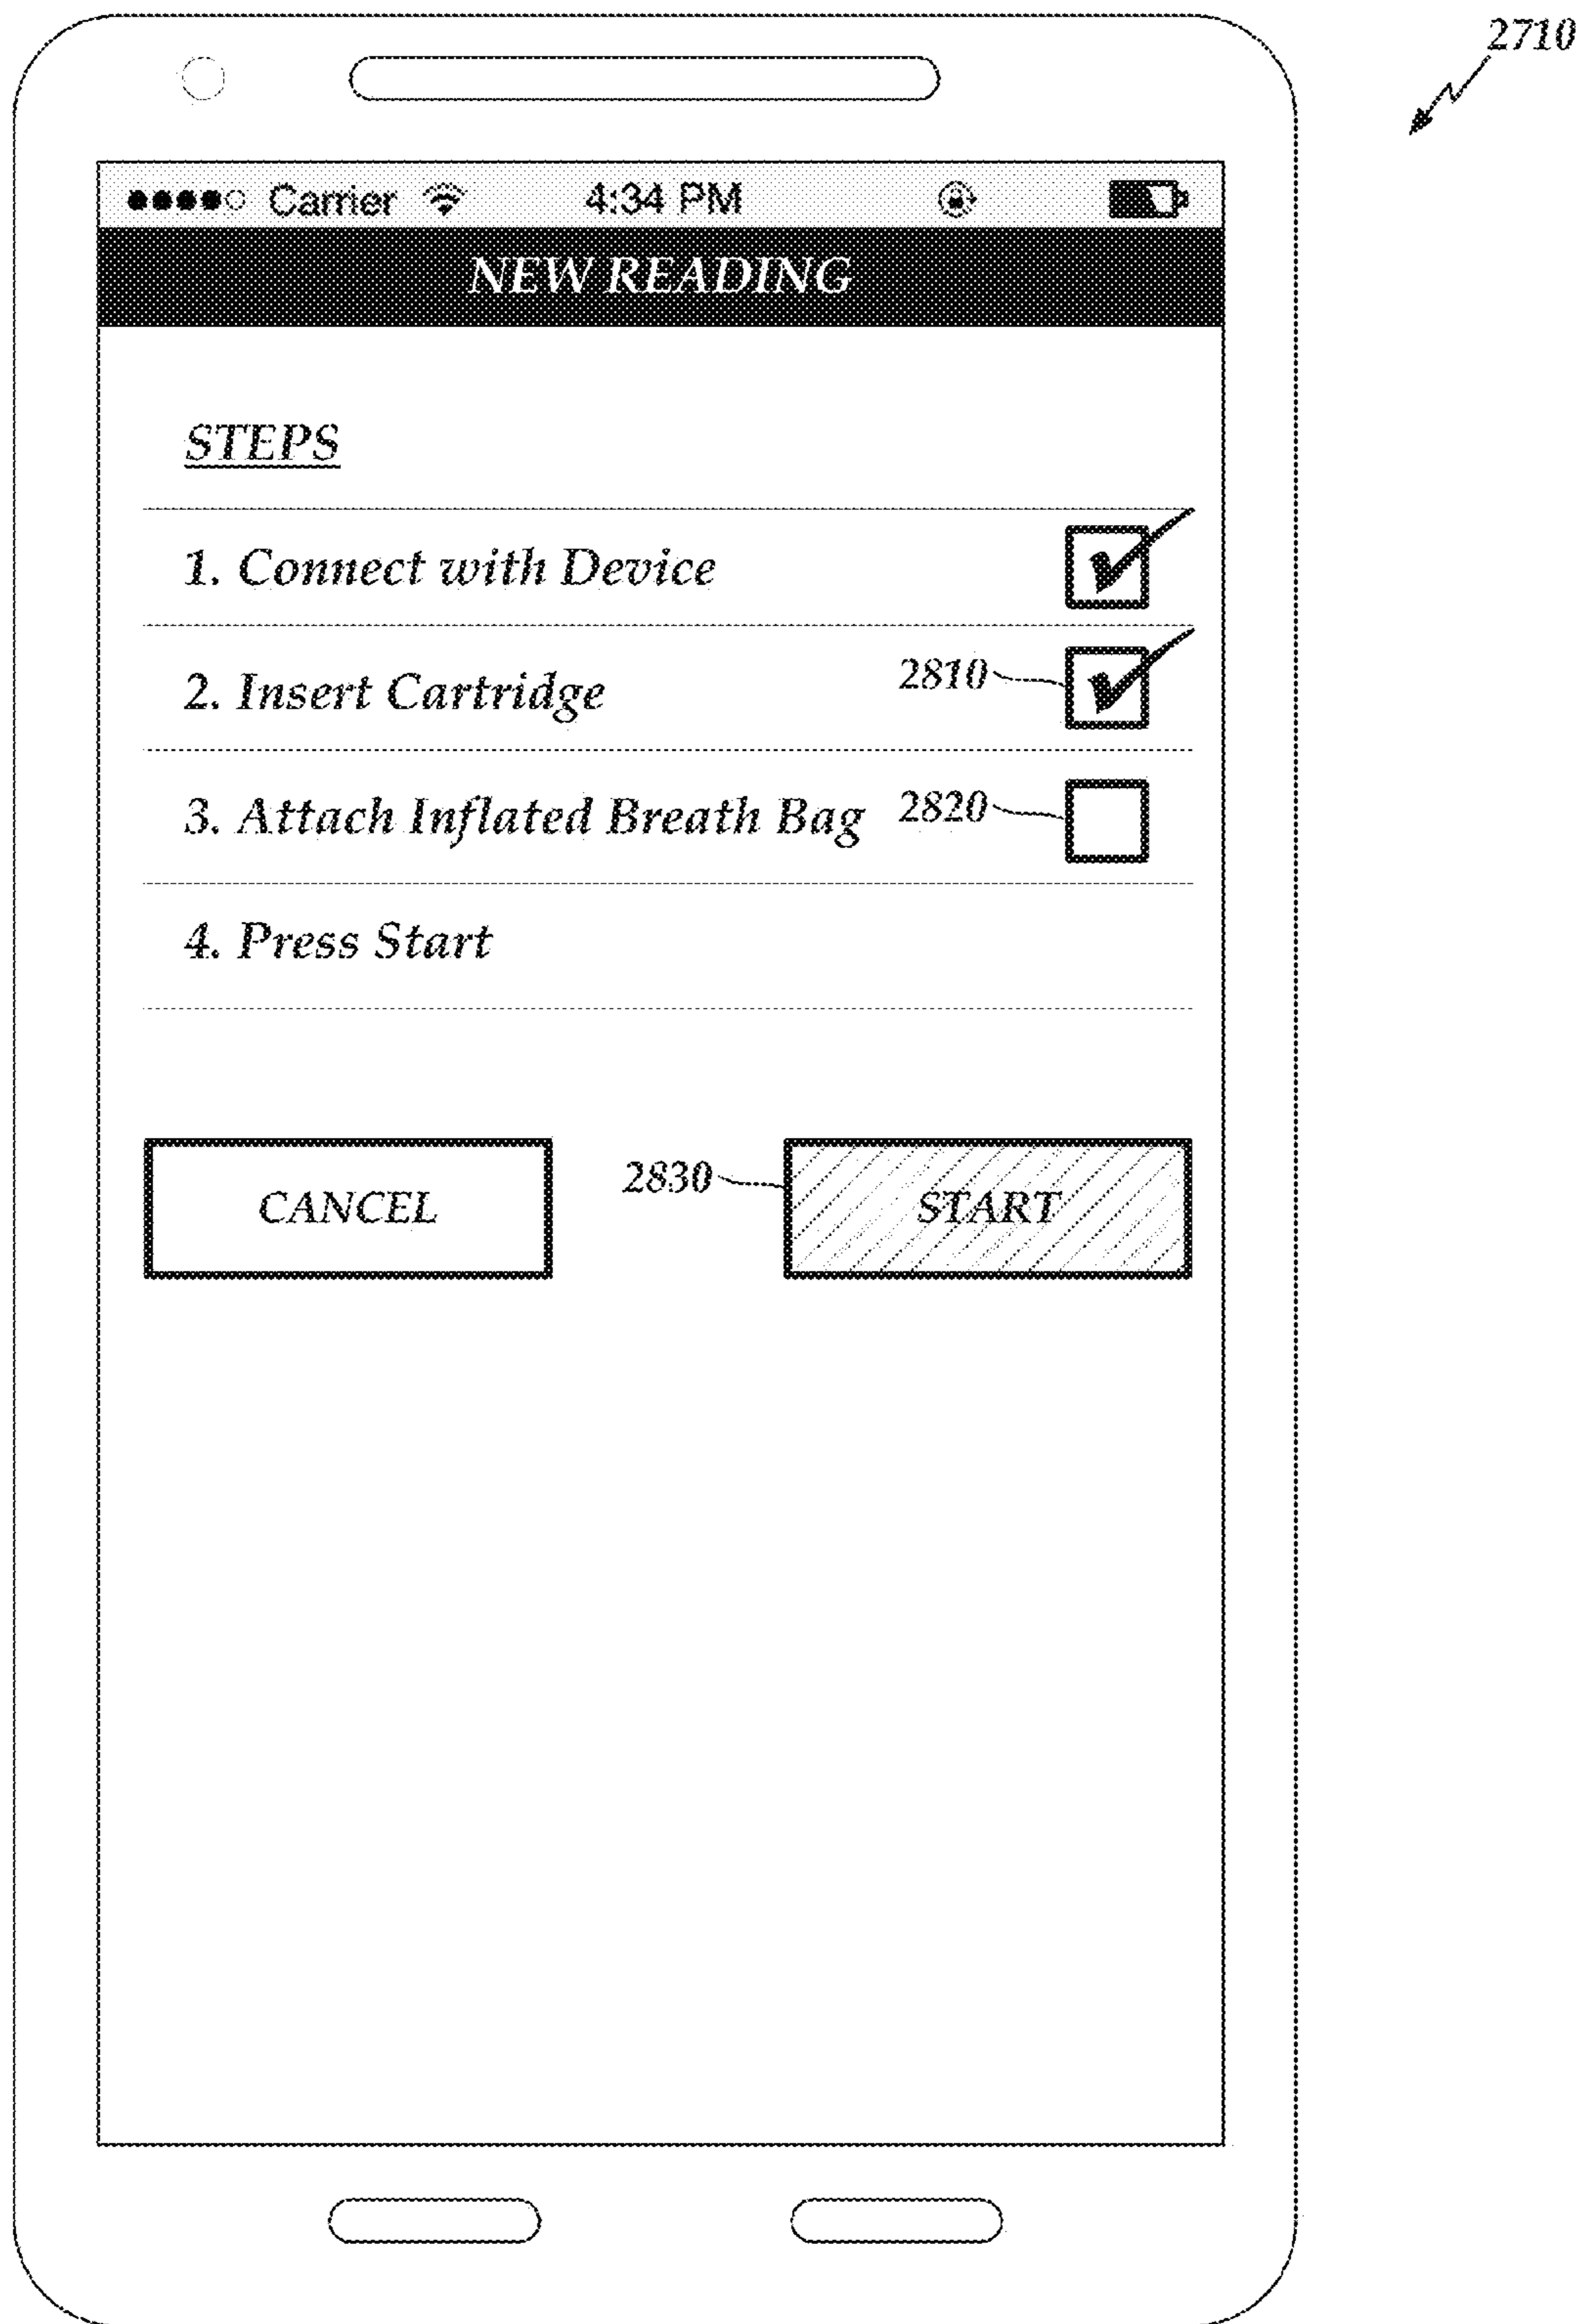 2710
Carrier 4:34 PM
NEW READING
STEPS
1. Connect with Device
2. Insert Cartridge 2810
3. Attach Inflated Breath Bag 2820
4. Press Start
CANCEL 2830 START